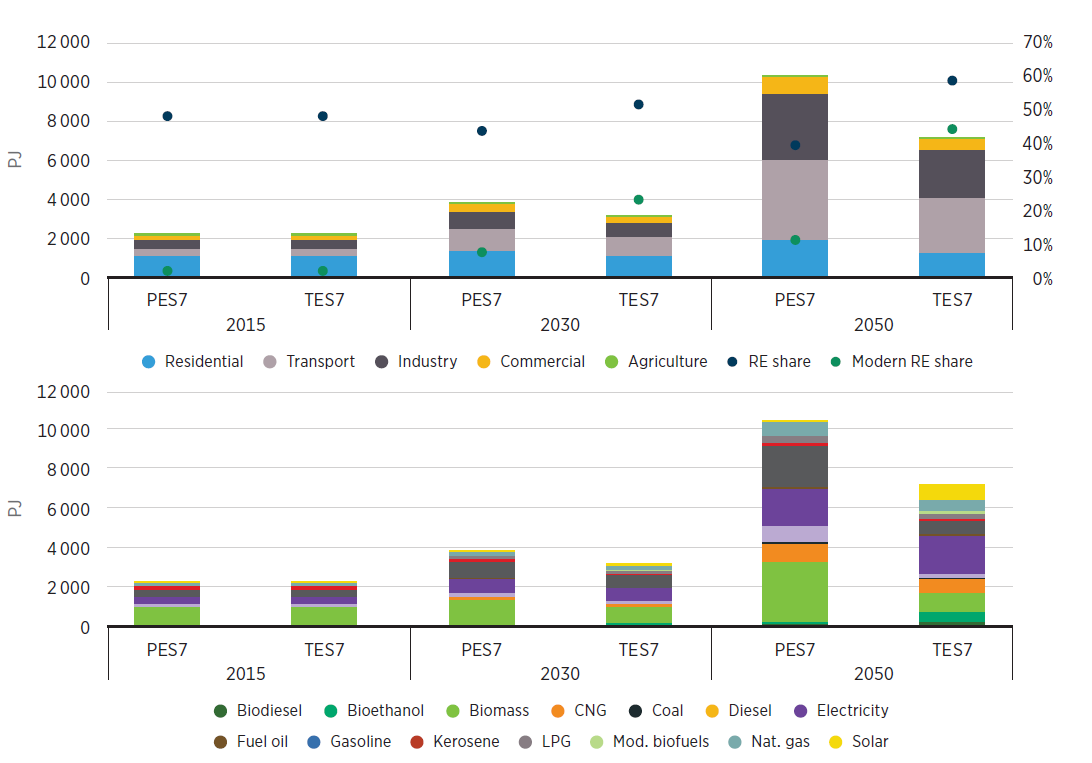 12 000 70%
10 000 60%
50%
8 000
40%
PJ
6 000
30%
4 000
20%
2 000
10%
0 0%
PES7 TES7 PES7 TES7 PES7 TES7
2015 2030 2050
Residential Transport Industry Commercial Agriculture RE share Modern RE share
12 000
10 000
8 000
PJ
6 000
4 000
2 000
0
PES7 TES7 PES7 TES7 PES7 TES7
2015 2030 2050
Biodiesel Bioethanol Biomass CNG Coal Diesel Electricity
Fuel oil Gasoline Kerosene LPG Mod. biofuels Nat. gas Solar